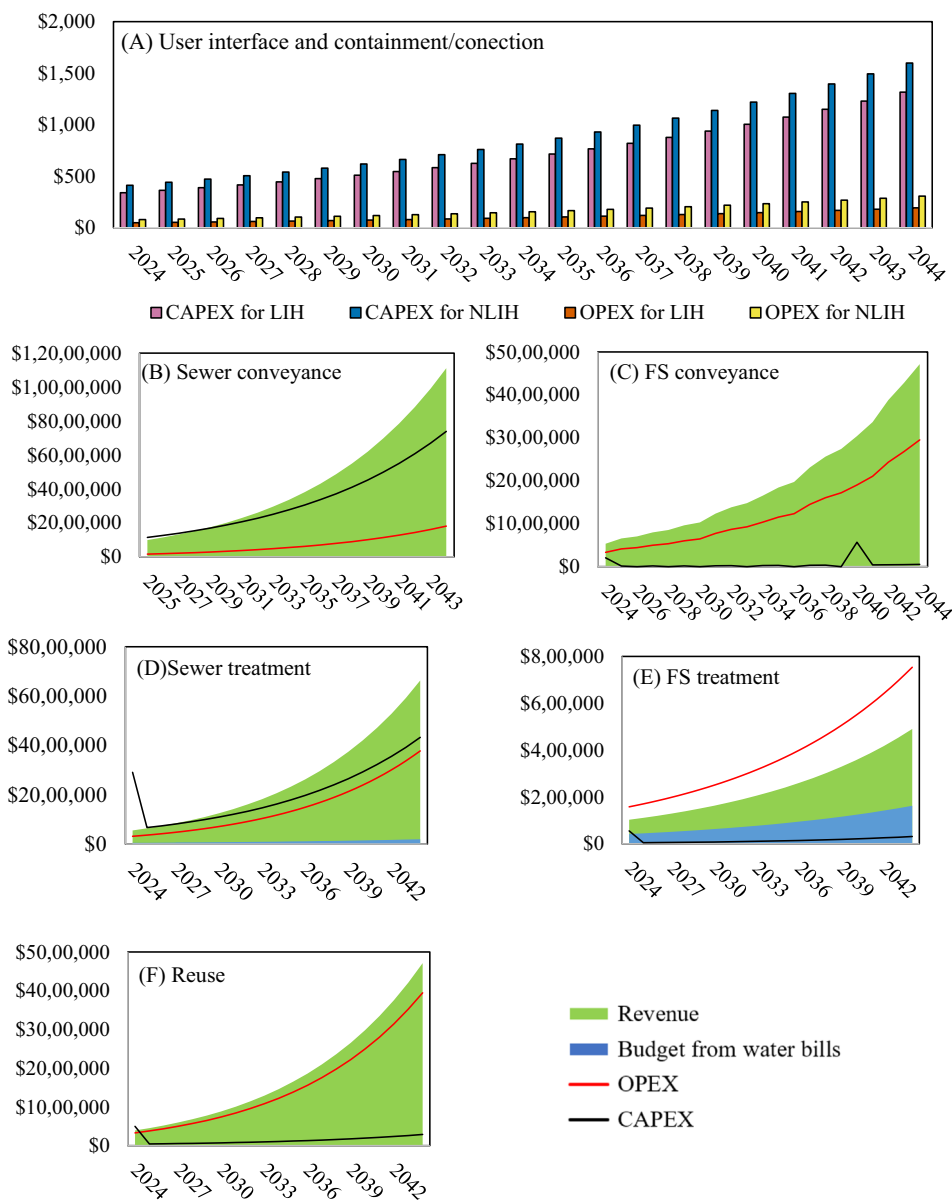 (A) User interface and containment/conection
$2,000
$1,500
$1,000
$500
$0
2024 2025 2026 2027 2028 2029 2030 2031 2032 2033 2034 2035 2036 2037 2038 2039 2040 2041 2042 2043 2044
CAPEX for LIH CAPEX for NLIH OPEX for LIH OPEX for NLIH
(B) Sewer conveyance
$1,20,00,000
$1,00,00,000
$80,00,000
$60,00,000
$40,00,000
$20,00,000
$0
2025 2027 2029 2031 2033 2035 2037 2039 2041 2043
(C) FS conveyance
$50,00,000
$40,00,000
$30,00,000
$20,00,000
$10,00,000
$0
2024 2026 2028 2030 2032 2034 2036 2038 2040 2042 2044
(D)Sewer treatment
$80,00,000
$60,00,000
$40,00,000
$20,00,000
$0
2024 2027 2030 2033 2036 2039 2042
(E) FS treatment
$8,00,000
$6,00,000
$4,00,000
$2,00,000
$0
2024 2027 2030 2033 2036 2039 2042
(F) Reuse
$50,00,000
$40,00,000
$30,00,000
$20,00,000
$10,00,000
$0
2024 2027 2030 2033 2036 2039 2042
Revenue
Budget from water bills
OPEX
CAPEX